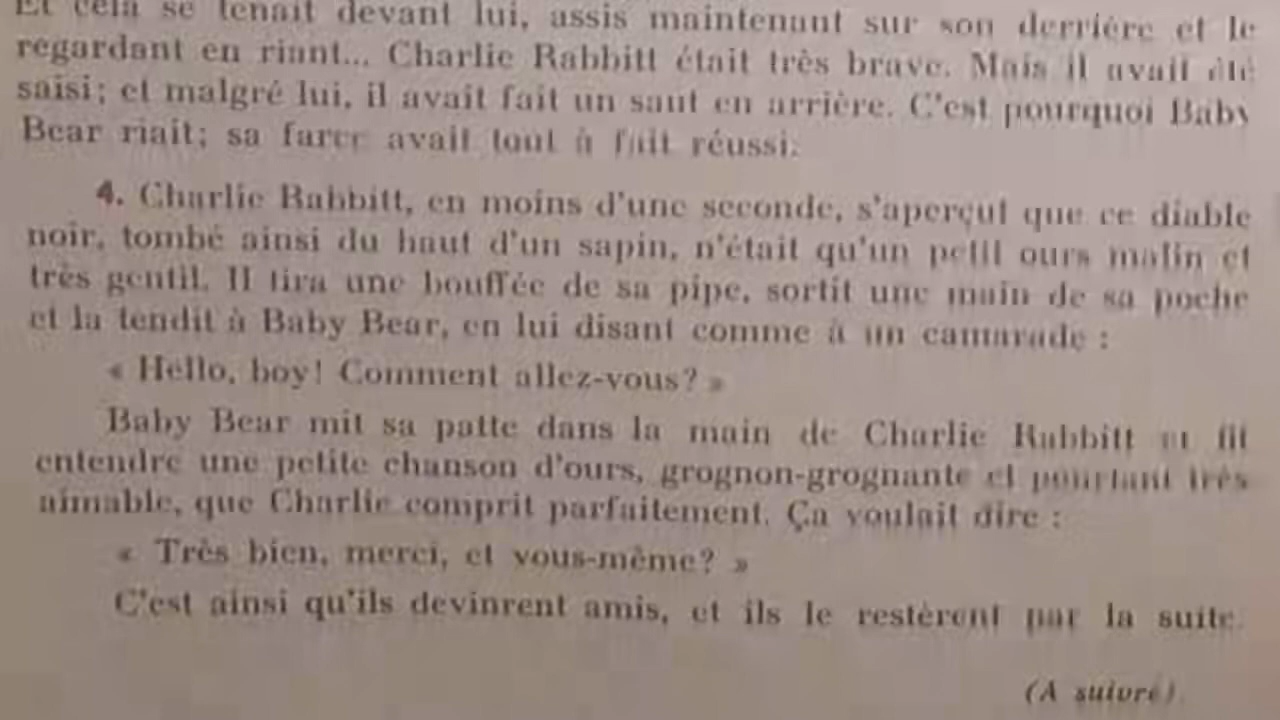 Et cela se tenait devant lui, assis maintenant sur son derrière et le
regardant en riant... Charlie Rabbitt était très brave. Mais il avait été
saisi; et malgré lui, il avait fait un saut en arrière. C'est pourquoi Baby
Bear riait; sa farce avait tout à fait réussi.
4. Charlie Rabbitt, en moins d'une seconde, s'aperçut que ce diable
noir, tombé ainsi du haut d'un sapin, n'était qu'un petit ours malin et
très gentil. Il tira une bouffée de sa pipe, sortit une main de sa poche
et la tendit à Baby Bear, en lui disant comme à un camarade :
« Hello, boy! Comment allez-vous? »
Baby Bear mit sa patte dans la main de Charlie Rabbitt et fit
entendre une petite chanson d'ours, grognon-grognante et pourtant très
aimable, que Charlie comprit parfaitement. Ça voulait dire :
« Très bien, merci, et vous-même? »
C'est ainsi qu'ils devinrent amis, et ils le restèrent par la suite.
(A suivre).